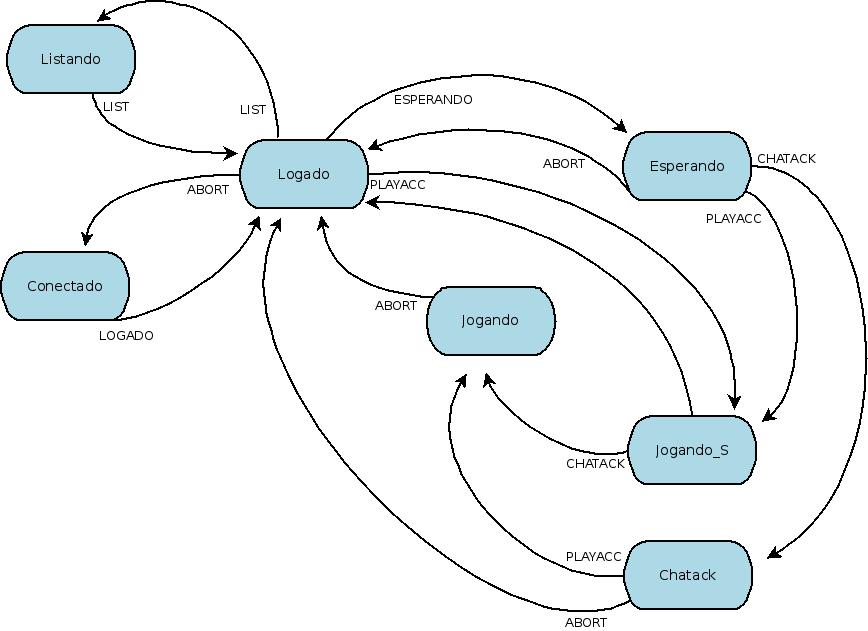 Listando
LIST
LIST
ESPERANDO
Logado
ABORT
PLAYACC
ABORT
Esperando
CHATACK
PLAYACC
Conectado
LOGADO
ABORT
Jogando
CHATACK
Jogando_S
PLAYACC
Chatack
ABORT